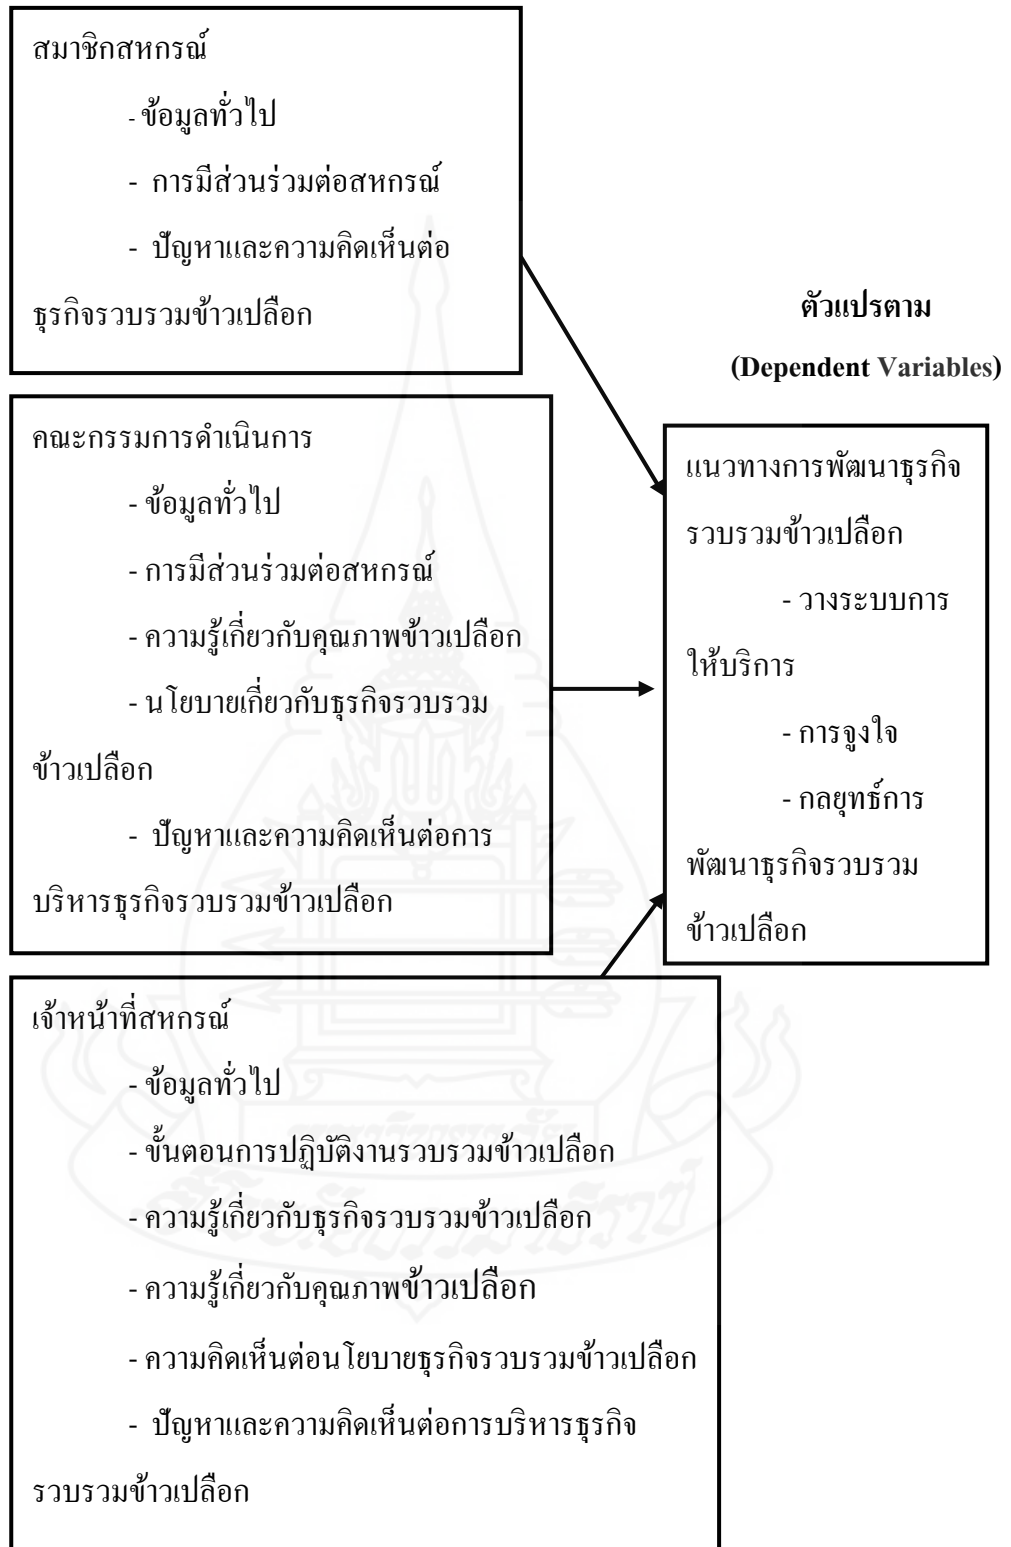 สมาชิกสหกรณ์
- ข้อมูลทั่วไป
- การมีส่วนร่วมต่อสหกรณ์
- ปัญหาและความคิดเห็นต่อ
ธุรกิจรวบรวมข้าวเปลือก
ตัวแปรตาม
(Dependent Variables)
คณะกรรมการดำเนินการ
- ข้อมูลทั่วไป
- การมีส่วนร่วมต่อสหกรณ์
- ความรู้เกี่ยวกับคุณภาพข้าวเปลือก
- นโยบายเกี่ยวกับธุรกิจรวบรวม
ข้าวเปลือก
- ปัญหาและความคิดเห็นต่อการ
บริหารธุรกิจรวบรวมข้าวเปลือก
แนวทางการพัฒนาธุรกิจ
รวบรวมข้าวเปลือก
- วางระบบการ
ให้บริการ
- การจูงใจ
- กลยุทธ์การ
พัฒนาธุรกิจรวบรวม
ข้าวเปลือก
เจ้าหน้าที่สหกรณ์
- ข้อมูลทั่วไป
- ขั้นตอนการปฏิบัติงานรวบรวมข้าวเปลือก
- ความรู้เกี่ยวกับธุรกิจรวบรวมข้าวเปลือก
- ความรู้เกี่ยวกับคุณภาพข้าวเปลือก
- ความคิดเห็นต่อนโยบายธุรกิจรวบรวมข้าวเปลือก
- ปัญหาและความคิดเห็นต่อการบริหารธุรกิจ
รวบรวมข้าวเปลือก